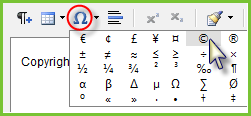 Ω
Copyright
€ ¢ £ ¥ ¤ © ®
± ≠ ≈ ≤ ≥ ÷ ×
½ ¼ ¾ ² ³ ‰ ¶
α β Δ µ Ω ∑ Ø
° « » · • † ‡